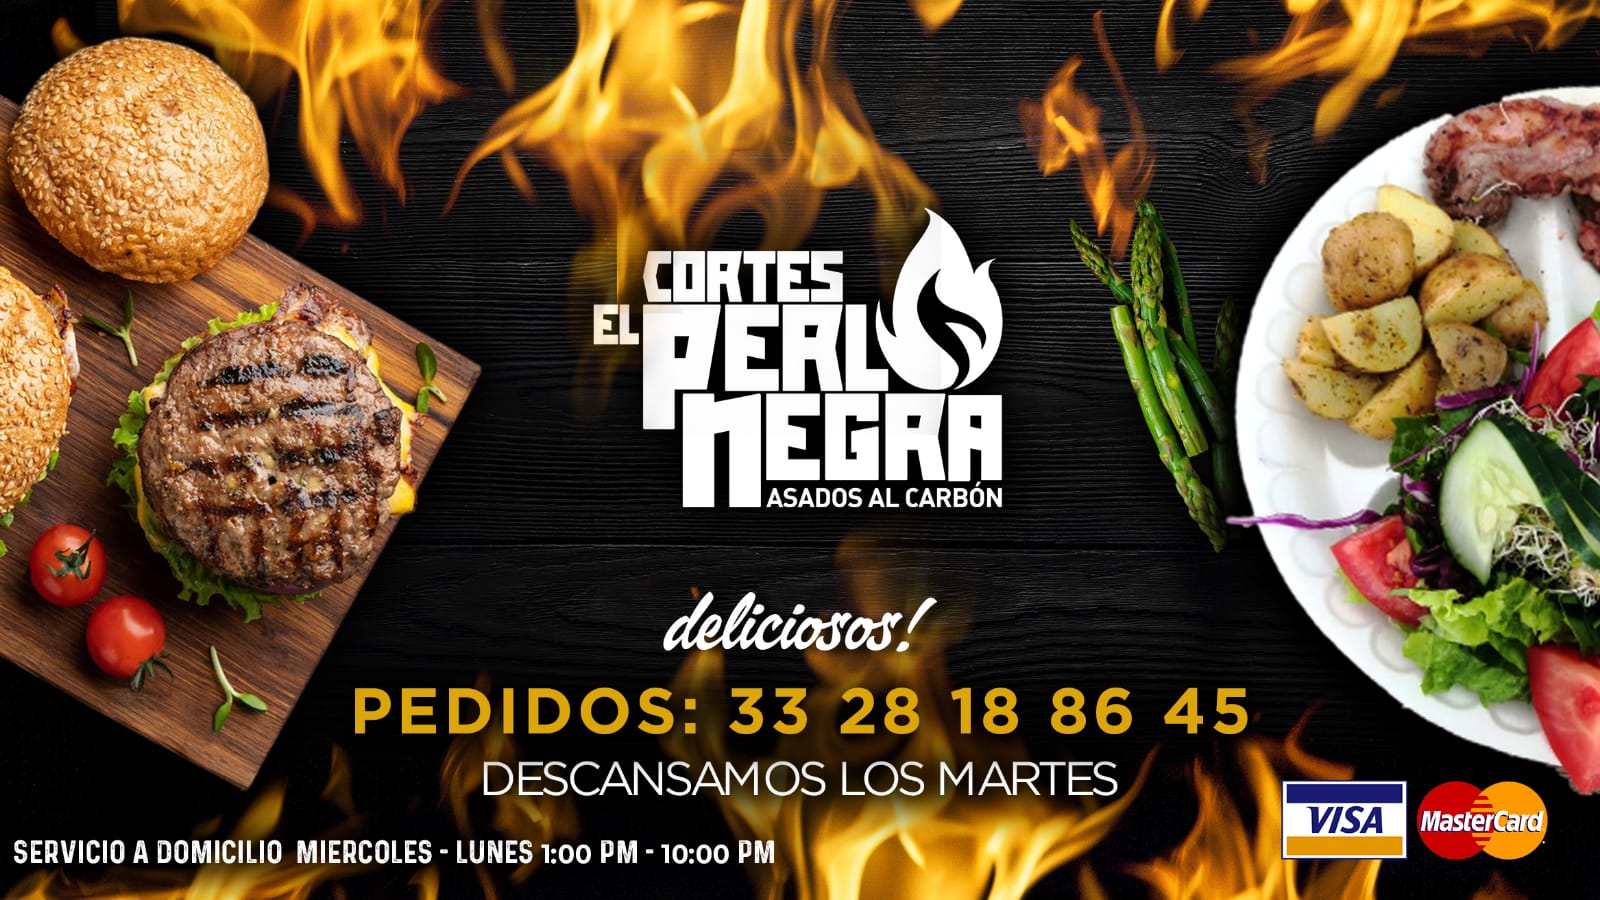 CORTES
EL PERLA
NEGRA
ASADOS AL CARBÓN
deliciosos!
PEDIDOS: 33 28 18 86 45
DESCANSAMOS LOS MARTES
SERVICIO A DOMICILIO MIERCOLES - LUNES 1:00 PM - 10:00 PM
VISA
MasterCard